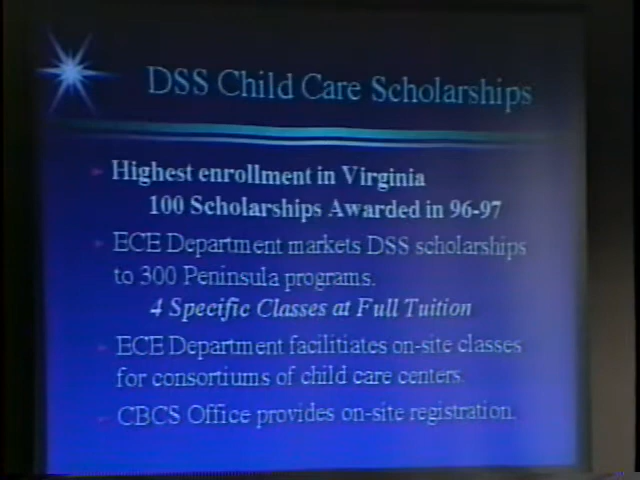 DSS Child Care Scholarships
Highest enrollment in Virginia
100 Scholarships Awarded in 96-97
ECE Department markets DSS scholarships
to 300 Peninsula programs.
4 Specific Classes at Full Tuition
ECE Department facilitiates on-site classes
for consortiums of child care centers.
CBCS Office provides on-site registration.